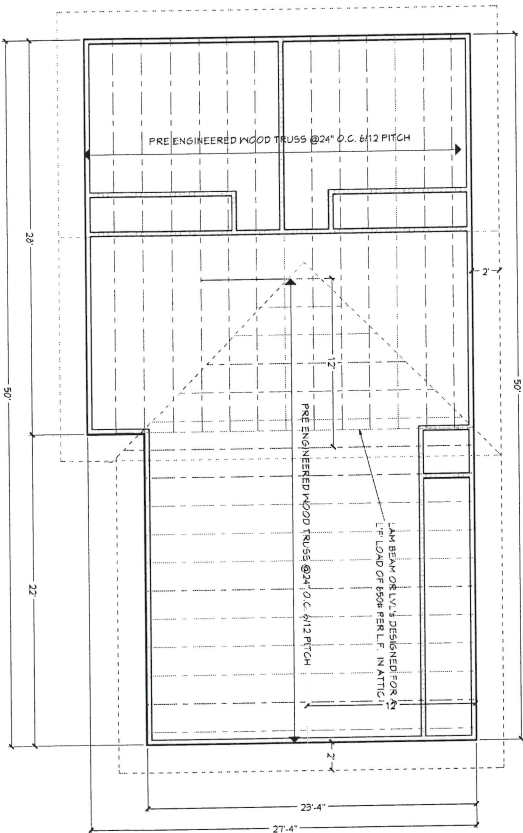 PRE ENGINEERED WOOD TRUSS @24" O.C. 6/12 PITCH
28'
50'
2'
50'
12'
PRE ENGINEERED WOOD TRUSS @24" O.C. 6/12 PITCH
LAM BEAM OR LVL's DESIGNED FOR A
LOAD OF 650# PER L.F. IN ATTIC
22'
12'
2'
23'-4"
27'-4"